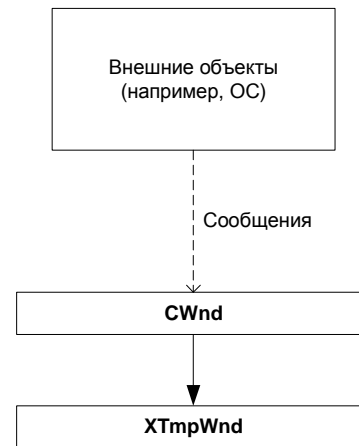 Внешние объекты
(например, ОС)
Сообщения
CWnd
XTmpWnd